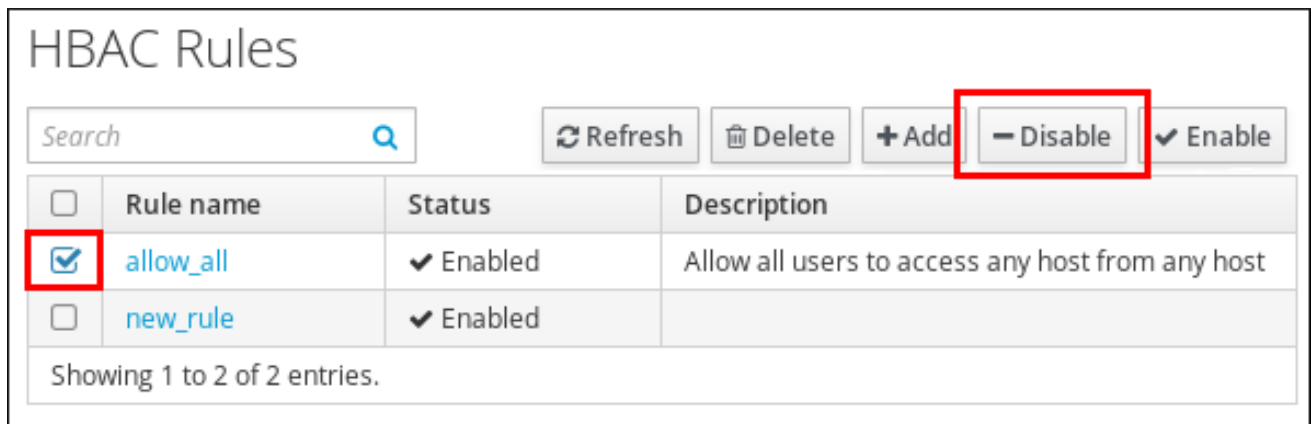 HBAC Rules
Search Refresh Delete Add Disable Enable
Rule name Status Description
allow_all Enabled Allow all users to access any host from any host
new_rule Enabled
Showing 1 to 2 of 2 entries.